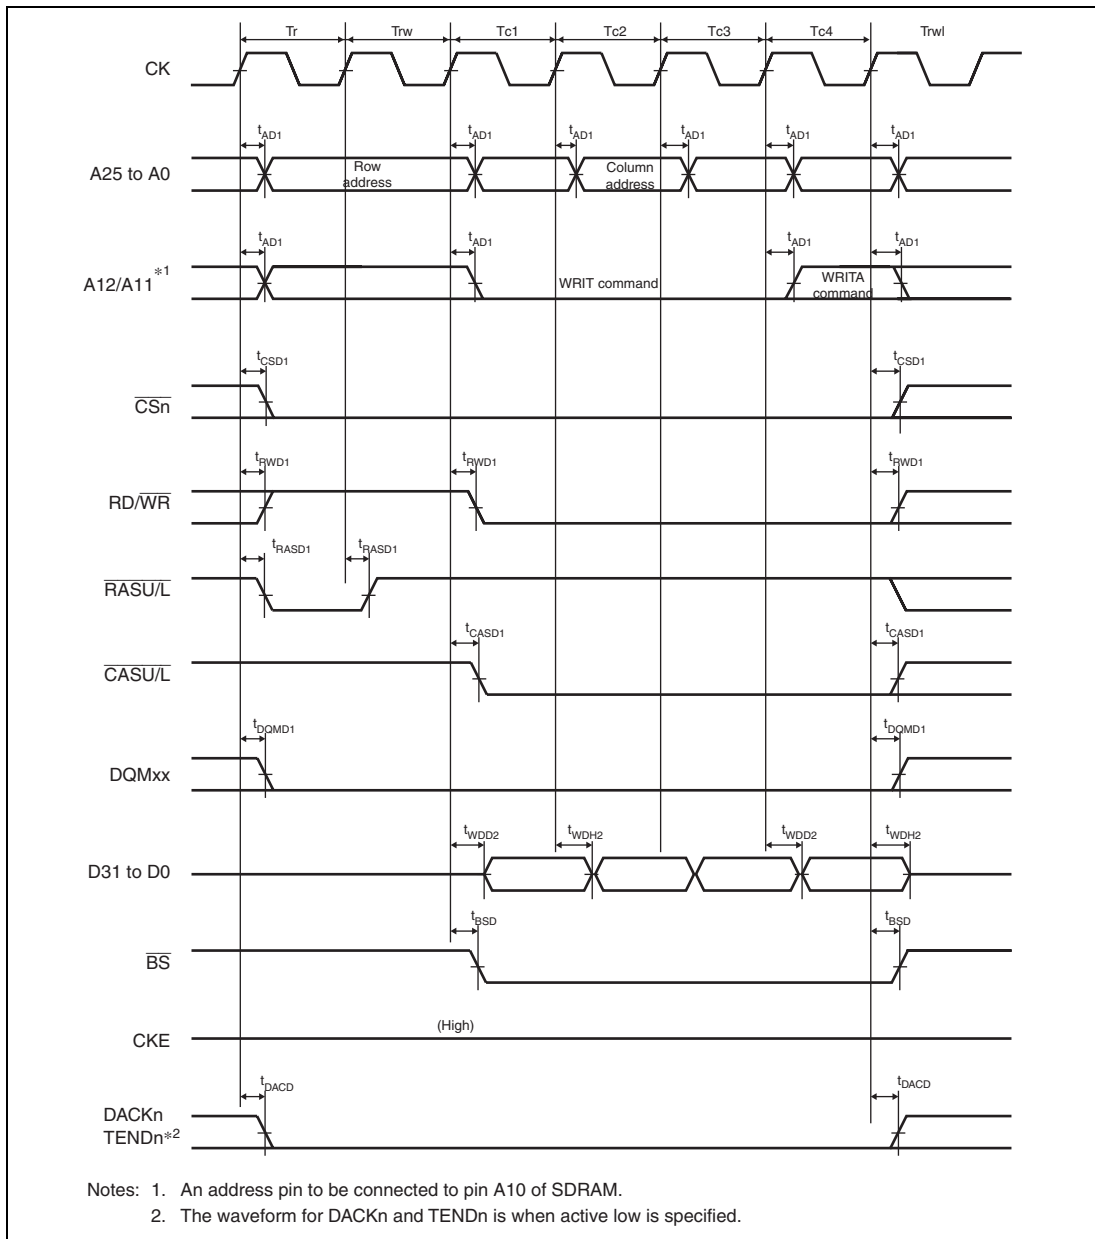 Tr Trw Tc1 Tc2 Tc3 Tc4 Trwl
CK
tAD1 tAD1 tAD1 tAD1 tAD1 tAD1
A25 to A0
Row
address
Column
address
tAD1 tAD1 tAD1 tAD1
A12/A11*1
WRIT command
WRITA
command
tCSD1 tCSD1
CSn
tRWD1 tRWD1 tRWD1
RD/WR
tRASD1 tRASD1
RASU/L
tCASD1 tCASD1
CASU/L
tDQMD1 tDQMD1
DQMxx
tWDD2 tWDH2 tWDD2 tWDH2
D31 to D0
tBSD tBSD
BS
(High)
CKE
tDACD tDACD
DACKn
TENDn*2
Notes: 1. An address pin to be connected to pin A10 of SDRAM.
2. The waveform for DACKn and TENDn is when active low is specified.